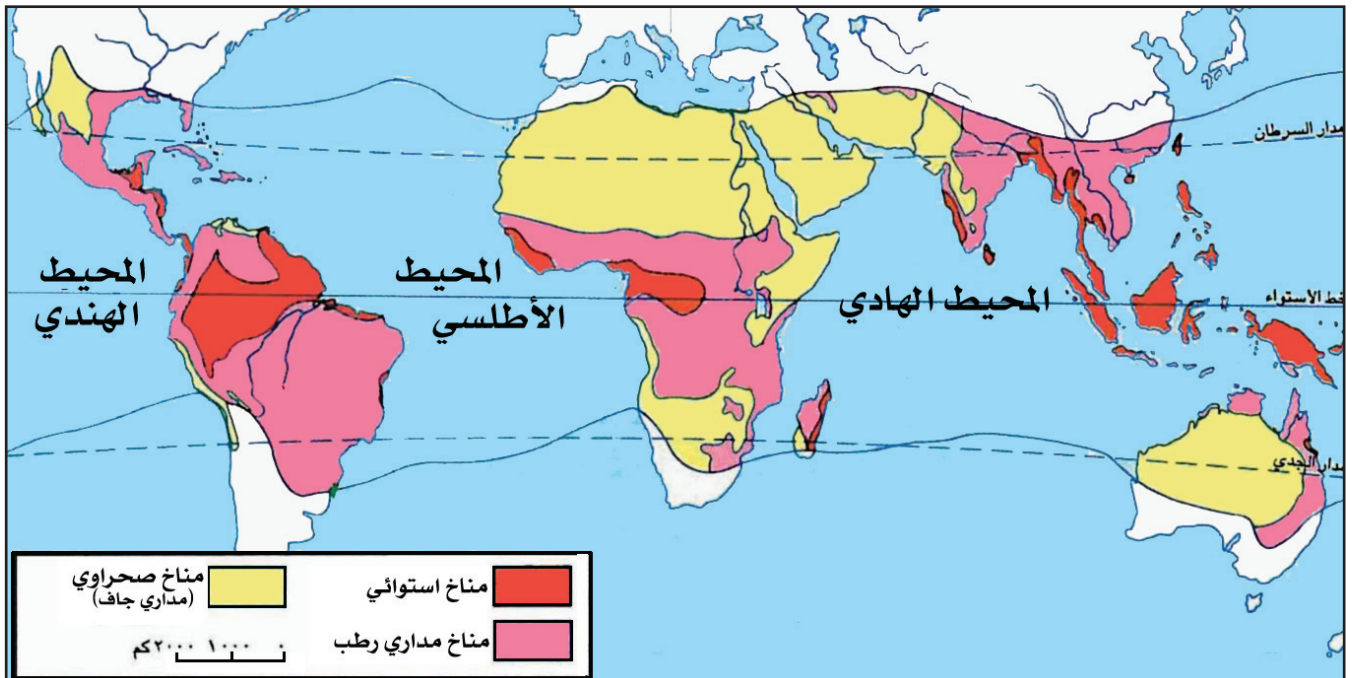 مدار السرطان
المحيط
الهندي
المحيط
الأطلسي
المحيط الهادي
خط الاستواء
مدار الجدي
مناخ استوائي
مناخ صحراوي
(مداري جاف)
مناخ مداري رطب
٠ ١٠٠٠ ٢٠٠٠ كم